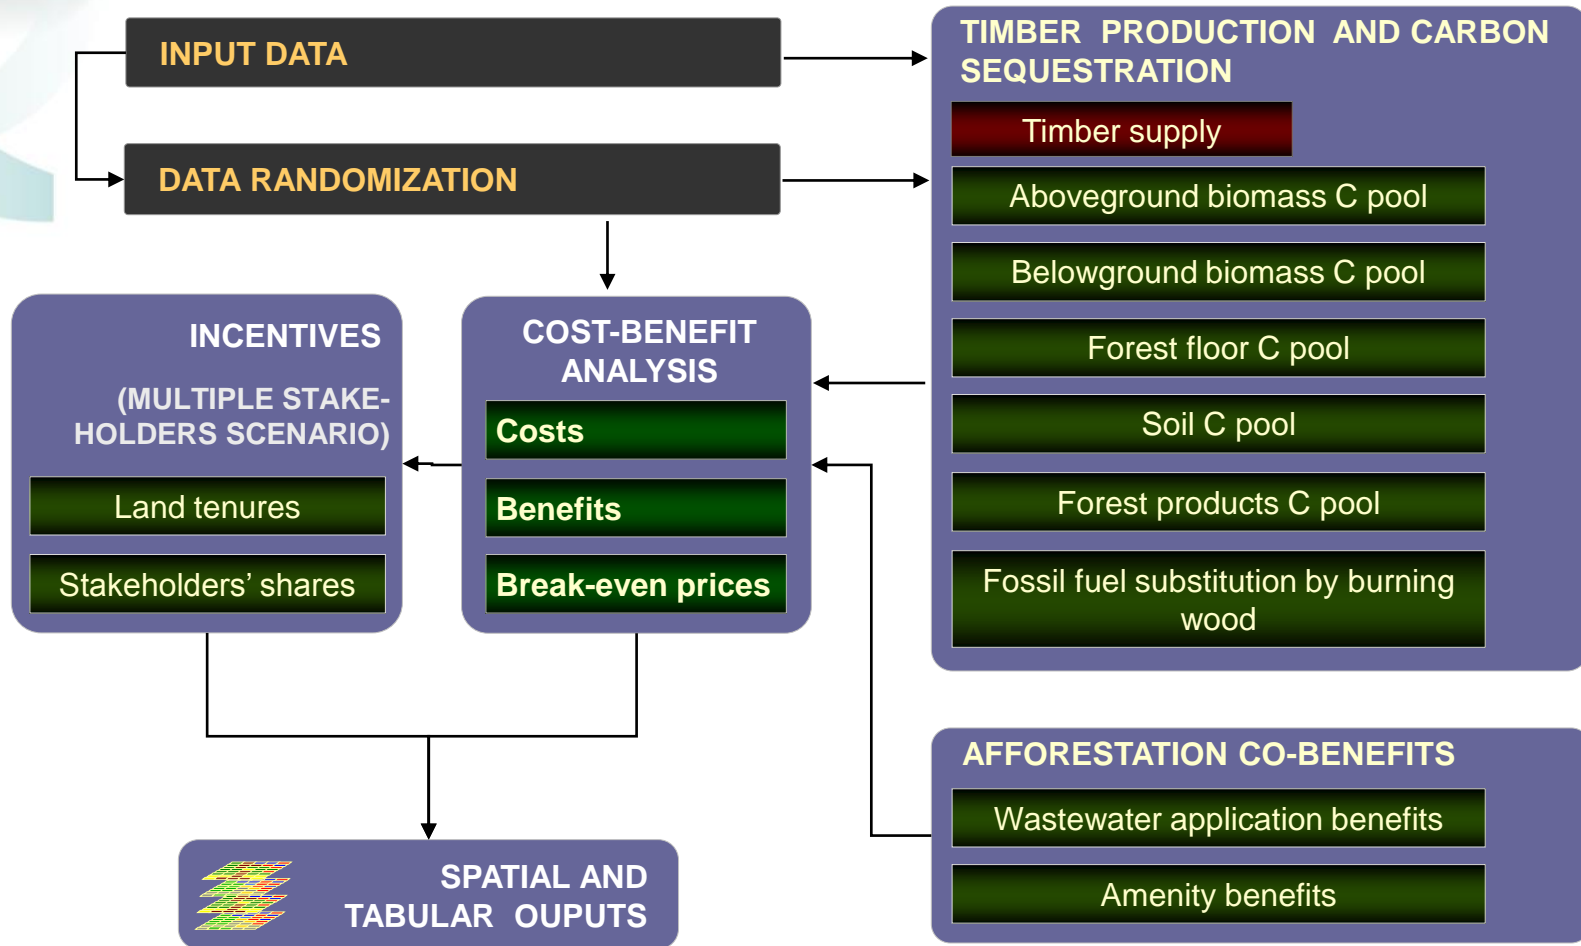 INPUT DATA
DATA RANDOMIZATION
TIMBER PRODUCTION AND CARBON
SEQUESTRATION
Timber supply
Aboveground biomass C pool
Belowground biomass C pool
Forest floor C pool
Soil C pool
Forest products C pool
Fossil fuel substitution by burning
wood
INCENTIVES
(MULTIPLE STAKE-
HOLDERS SCENARIO)
Land tenures
Stakeholders’ shares
COST-BENEFIT
ANALYSIS
Costs
Benefits
Break-even prices
AFFORESTATION CO-BENEFITS
Wastewater application benefits
Amenity benefits
SPATIAL AND
TABULAR OUPUTS